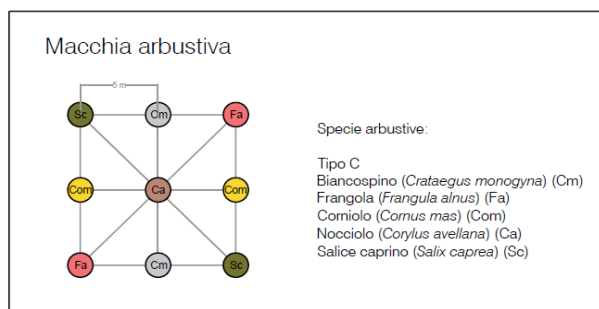 Macchia arbustiva
6 m
Sc Cm Fa
Com Ca Com
Fa Cm Sc
Specie arbustive:
Tipo C
Biancospino (Crataegus monogyna) (Cm)
Frangola (Frangula alnus) (Fa)
Corniolo (Cornus mas) (Com)
Nocciolo (Corylus avellana) (Ca)
Salice caprino (Salix caprea) (Sc)